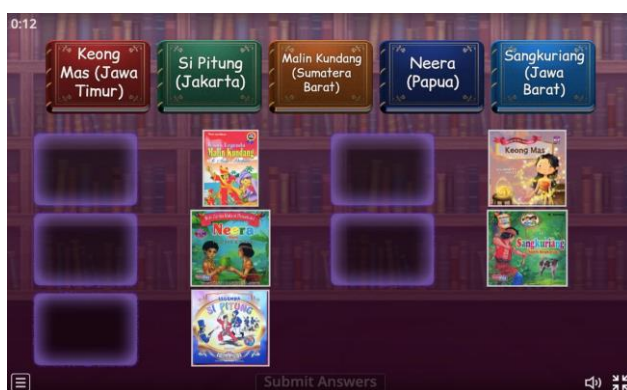 0:12
Keong
Mas (Jawa
Timur)
Si Pitung
(Jakarta)
Malin Kundang
(Sumatera
Barat)
Neera
(Papua)
Sangkuriang
(Jawa
Barat)
Malin Kundang
Keong Mas
Neera
Sangkuriang
SI PITUNG
Submit Answers